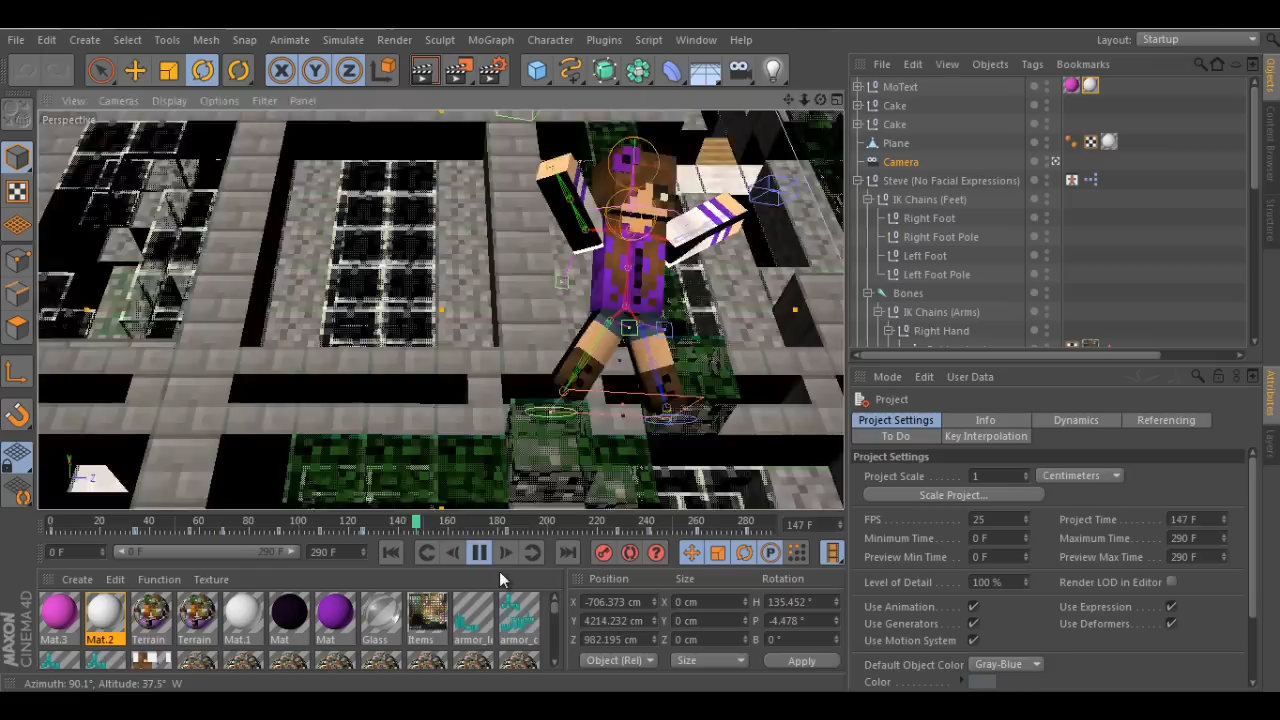 File Edit Create Select Tools Mesh Snap Animate Simulate Render Sculpt MoGraph Character Plugins Script Window Help Layout: Startup
X Y Z
File Edit View Objects Tags Bookmarks
MoText
Cake
Cake
Plane
Camera
Steve (No Facial Expressions)
IK Chains (Feet)
Right Foot
Right Foot Pole
Left Foot
Left Foot Pole
Bones
IK Chains (Arms)
Right Hand
View Cameras Display Options Filter Panel
Perspective
Y
Z
0 20 40 60 80 100 120 140 160 180 200 220 240 260 280 147 F
0 F 0 F 290 F 290 F
P
Create Edit Function Texture
Mat.3 Mat.2 Terrain Terrain Mat.1 Mat Mat Glass Items armor_le armor_c
Position Size Rotation
X -706.373 cm X 0 cm H 135.452 °
Y 4214.232 cm Y 0 cm P -4.478 °
Z 982.195 cm Z 0 cm B 0 °
Object (Rel) Size Apply
Mode Edit User Data
Project
Project Settings Info Dynamics Referencing
To Do Key Interpolation
Project Settings
Project Scale 1 Centimeters
Scale Project...
FPS 25 Project Time 147 F
Minimum Time 0 F Maximum Time 290 F
Preview Min Time 0 F Preview Max Time 290 F
Level of Detail 100 % Render LOD in Editor
Use Animation Use Expression
Use Generators Use Deformers
Use Motion System
Default Object Color Gray-Blue
Color
Objects
Content Browser
Structure
Attributes
Layers
MAXON
CINEMA 4D
Azimuth: 90.1°, Altitude: 37.5° W